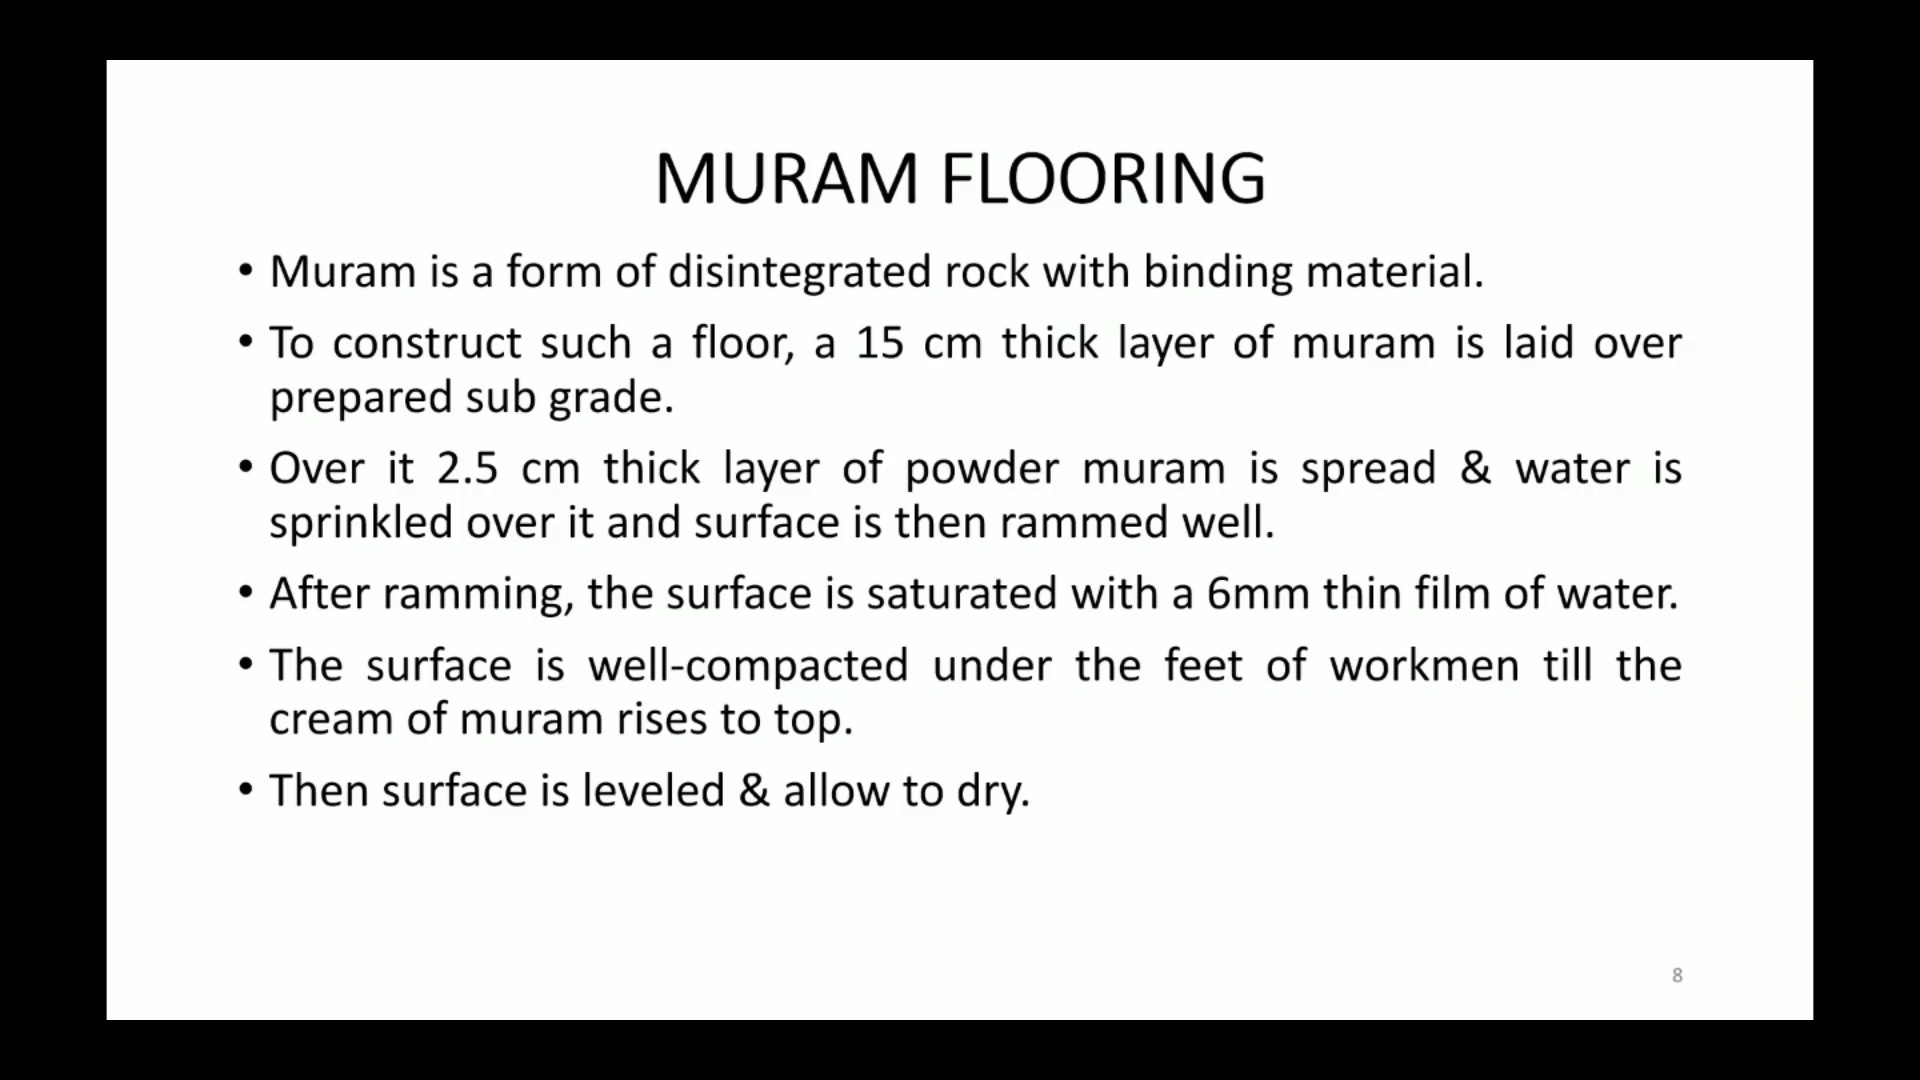 MURAM FLOORING
• Muram is a form of disintegrated rock with binding material.
• To construct such a floor, a 15 cm thick layer of muram is laid over
prepared sub grade.
• Over it 2.5 cm thick layer of powder muram is spread & water is
sprinkled over it and surface is then rammed well.
• After ramming, the surface is saturated with a 6mm thin film of water.
• The surface is well-compacted under the feet of workmen till the
cream of muram rises to top.
• Then surface is leveled & allow to dry.
8